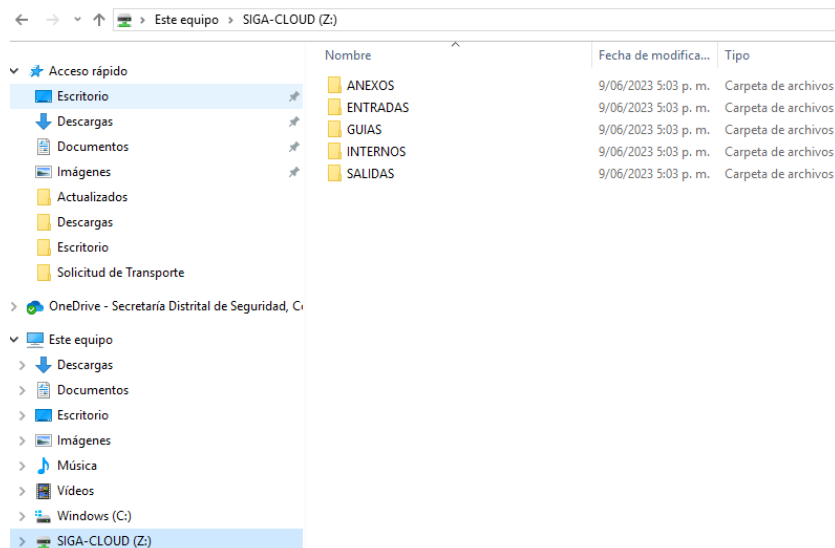 Este equipo > SIGA-CLOUD (Z:)
Nombre Fecha de modifica... Tipo
Acceso rápido
Escritorio
Descargas
Documentos
Imágenes
Actualizados
Descargas
Escritorio
Solicitud de Transporte
OneDrive - Secretaría Distrital de Seguridad, C
Este equipo
Descargas
Documentos
Escritorio
Imágenes
Música
Vídeos
Windows (C:)
SIGA-CLOUD (Z:)
ANEXOS 9/06/2023 5:03 p. m. Carpeta de archivos
ENTRADAS 9/06/2023 5:03 p. m. Carpeta de archivos
GUIAS 9/06/2023 5:03 p. m. Carpeta de archivos
INTERNOS 9/06/2023 5:03 p. m. Carpeta de archivos
SALIDAS 9/06/2023 5:03 p. m. Carpeta de archivos